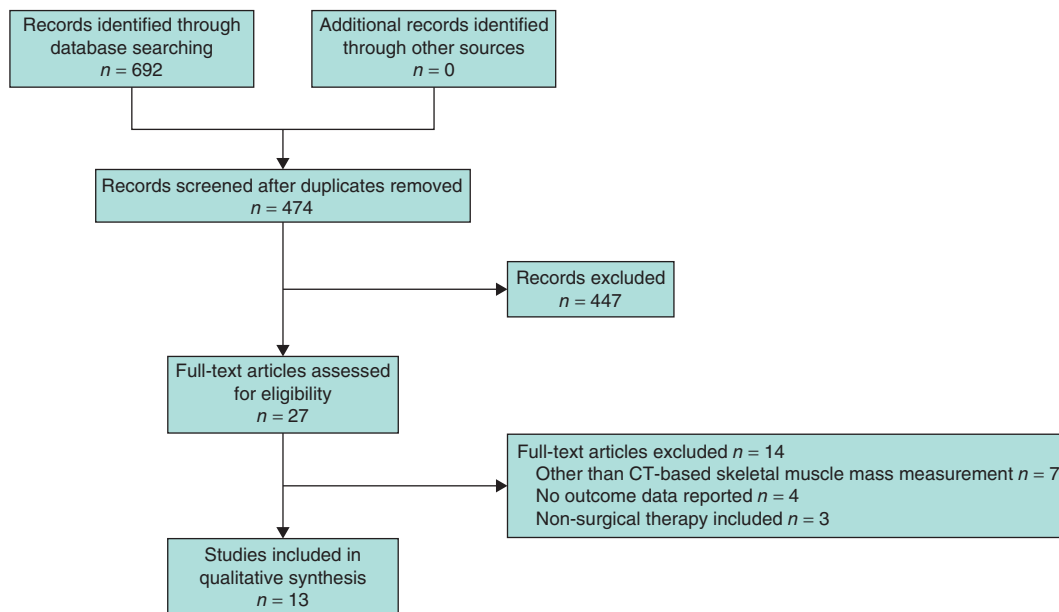 Records identified through
database searching
n = 692
Additional records identified
through other sources
n = 0
Records screened after duplicates removed
n = 474
Records excluded
n = 447
Full-text articles assessed
for eligibility
n = 27
Full-text articles excluded n = 14
Other than CT-based skeletal muscle mass measurement n = 7
No outcome data reported n = 4
Non-surgical therapy included n = 3
Studies included in
qualitative synthesis
n = 13